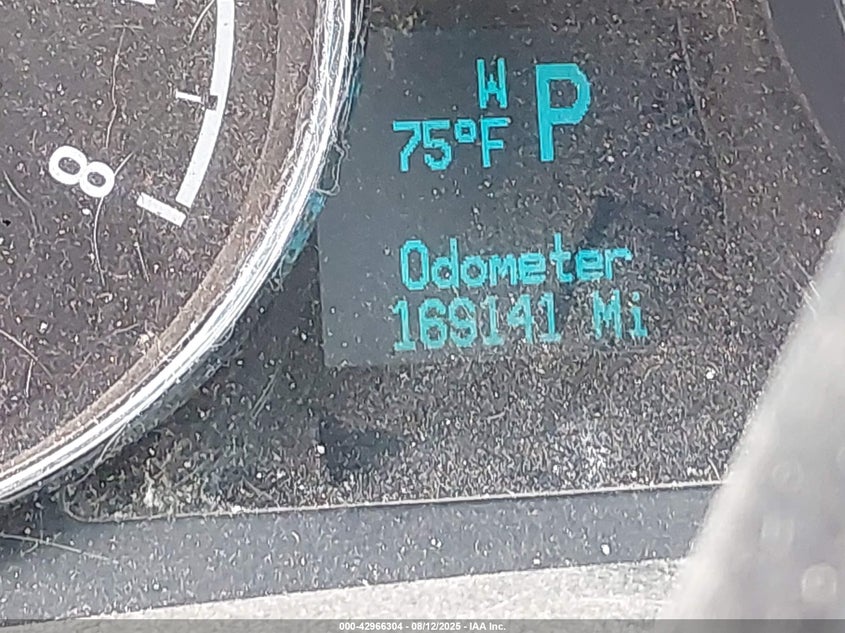 8
W P
75°F
Odometer
169141 Mi
000-42966304 - 08/12/2025 - IAA Inc.